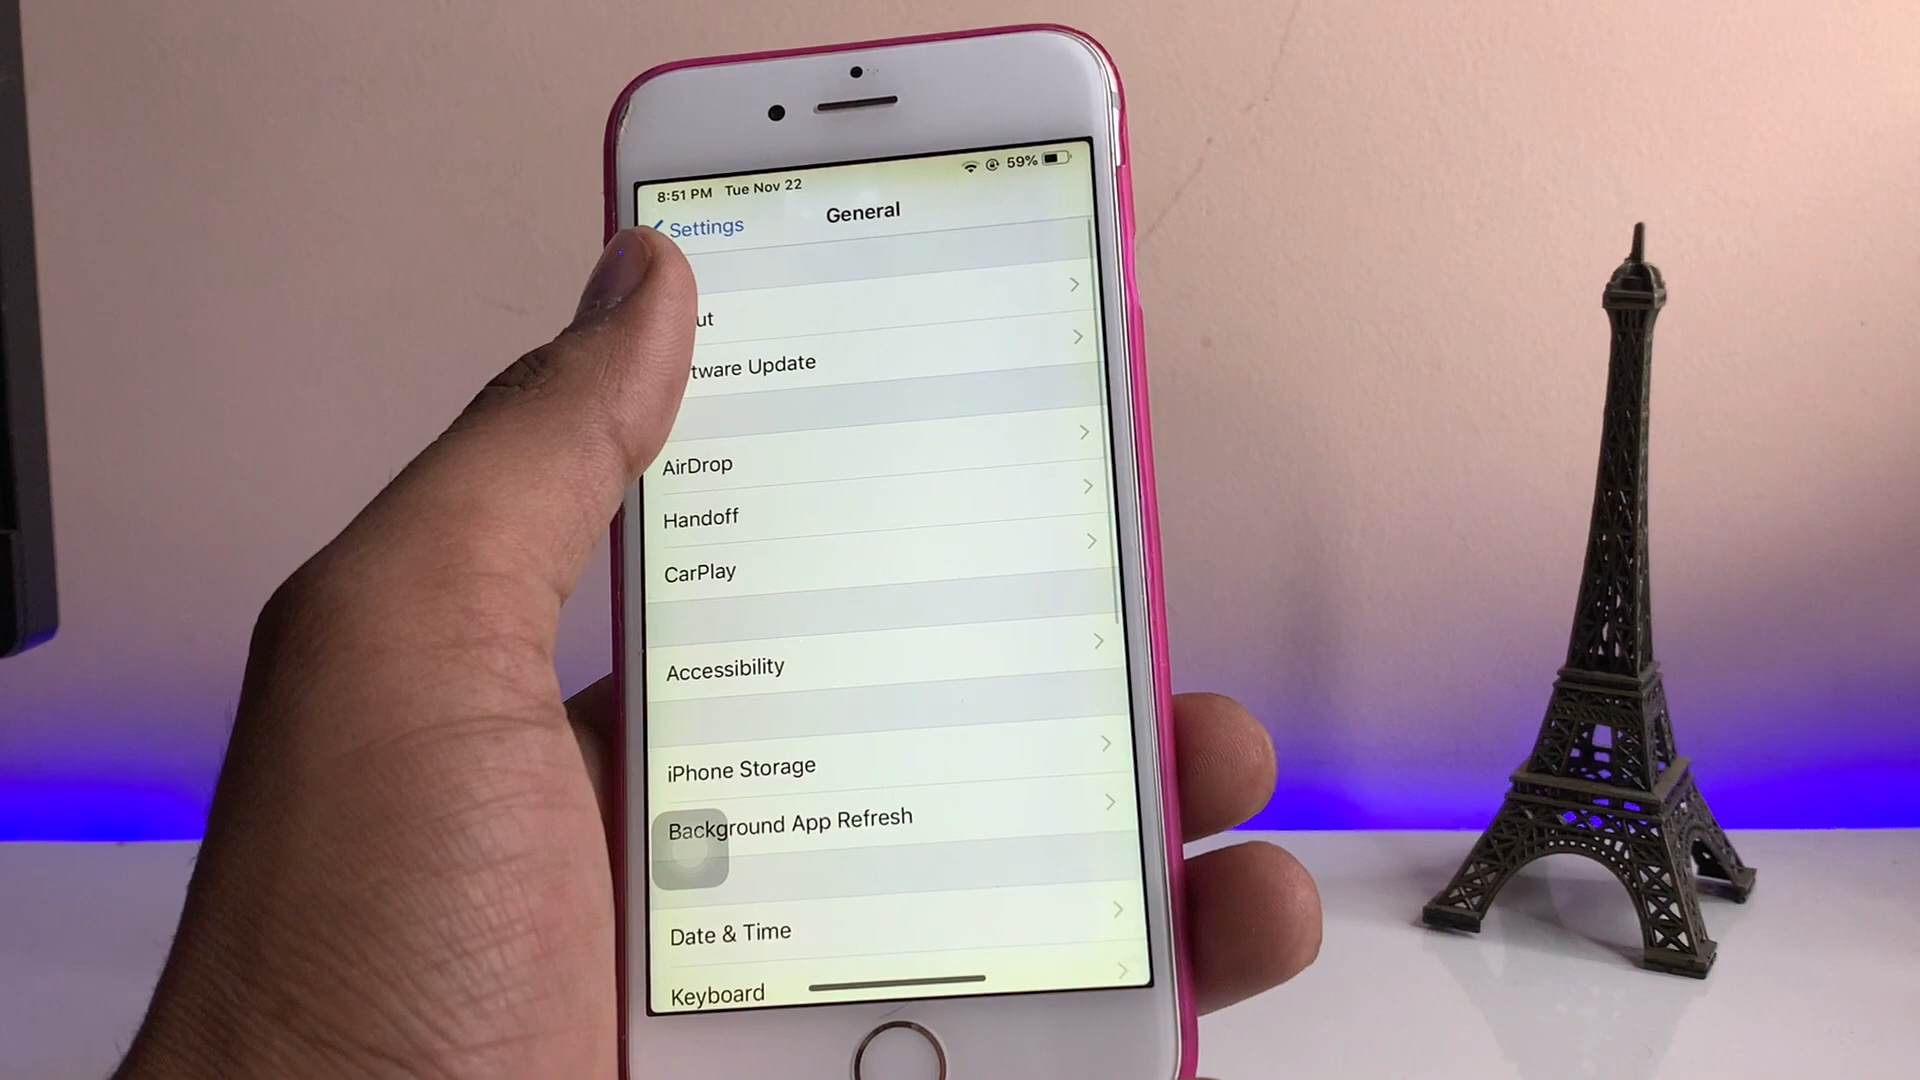 8:51 PM Tue Nov 22 59%
Settings General
ut
tware Update
AirDrop
Handoff
CarPlay
Accessibility
iPhone Storage
Background App Refresh
Date & Time
Keyboard